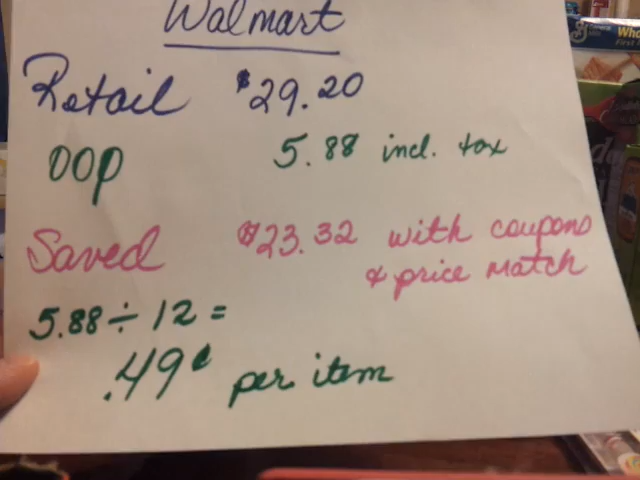 Walmart
Retail $29.20
OOP 5.88 incl. tax
Saved $23.32 with coupons
& price match
5.88 ÷ 12 =
.49¢ per item